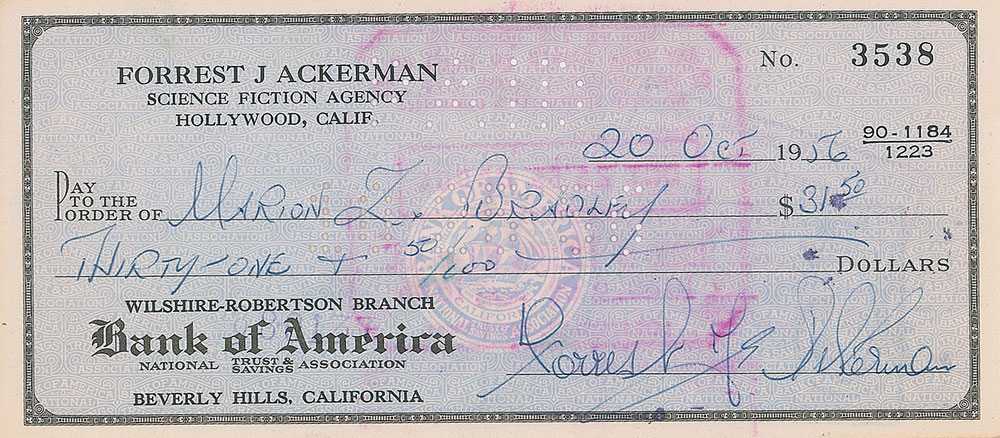 No. 3538
FORREST J ACKERMAN
SCIENCE FICTION AGENCY
HOLLYWOOD, CALIF.
20 Oct 1956
90-1184
1223
PAY TO THE ORDER OF Marion Z. Bradley $31.50
Thirty-one + 50/100 DOLLARS
WILSHIRE-ROBERTSON BRANCH
Bank of America
NATIONAL TRUST & SAVINGS ASSOCIATION
BEVERLY HILLS, CALIFORNIA
Forrest J Ackerman